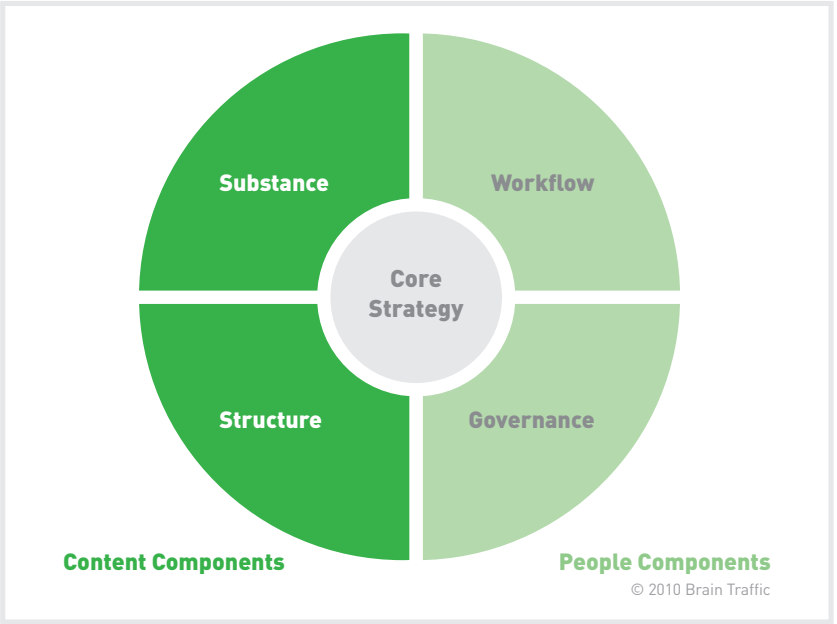 Substance
Workflow
Core
Strategy
Structure
Governance
Content Components
People Components
© 2010 Brain Traffic